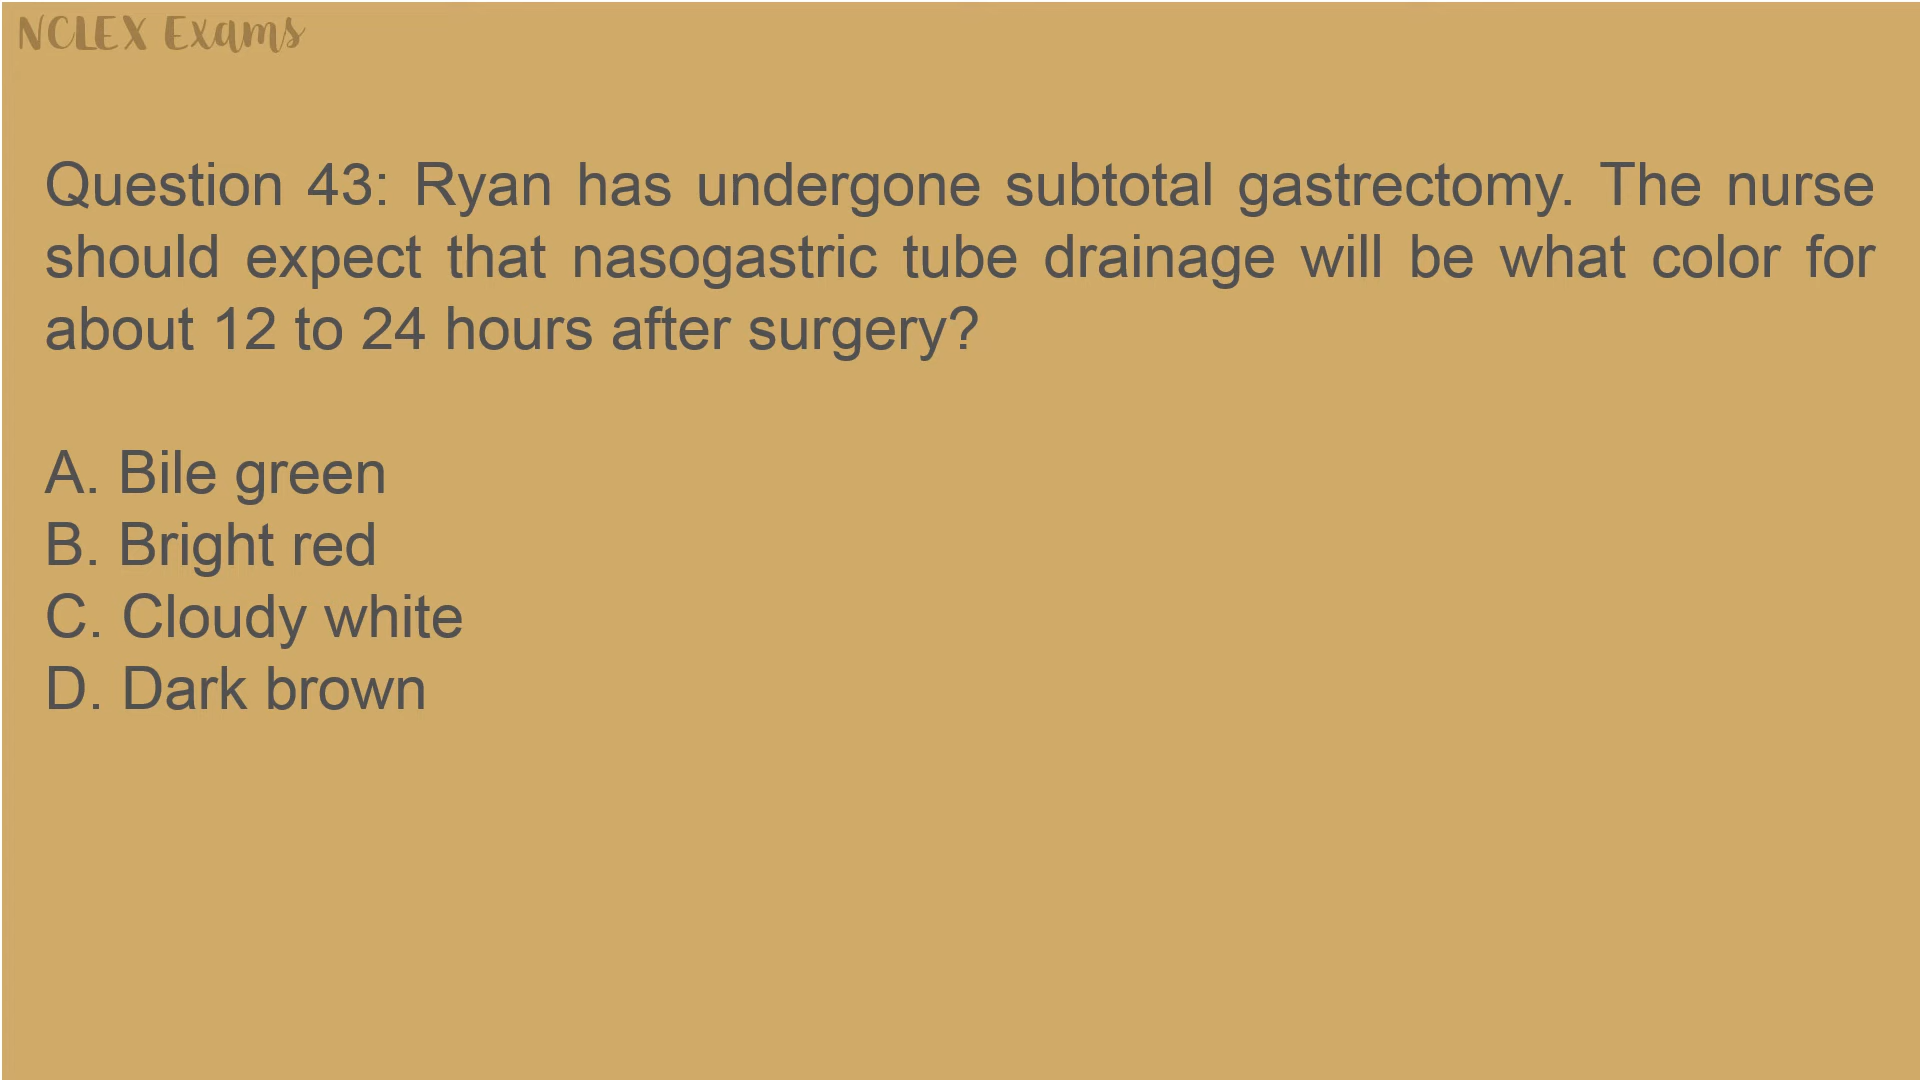 NCLEX Exams
Question 43: Ryan has undergone subtotal gastrectomy. The nurse
should expect that nasogastric tube drainage will be what color for
about 12 to 24 hours after surgery?
A. Bile green
B. Bright red
C. Cloudy white
D. Dark brown